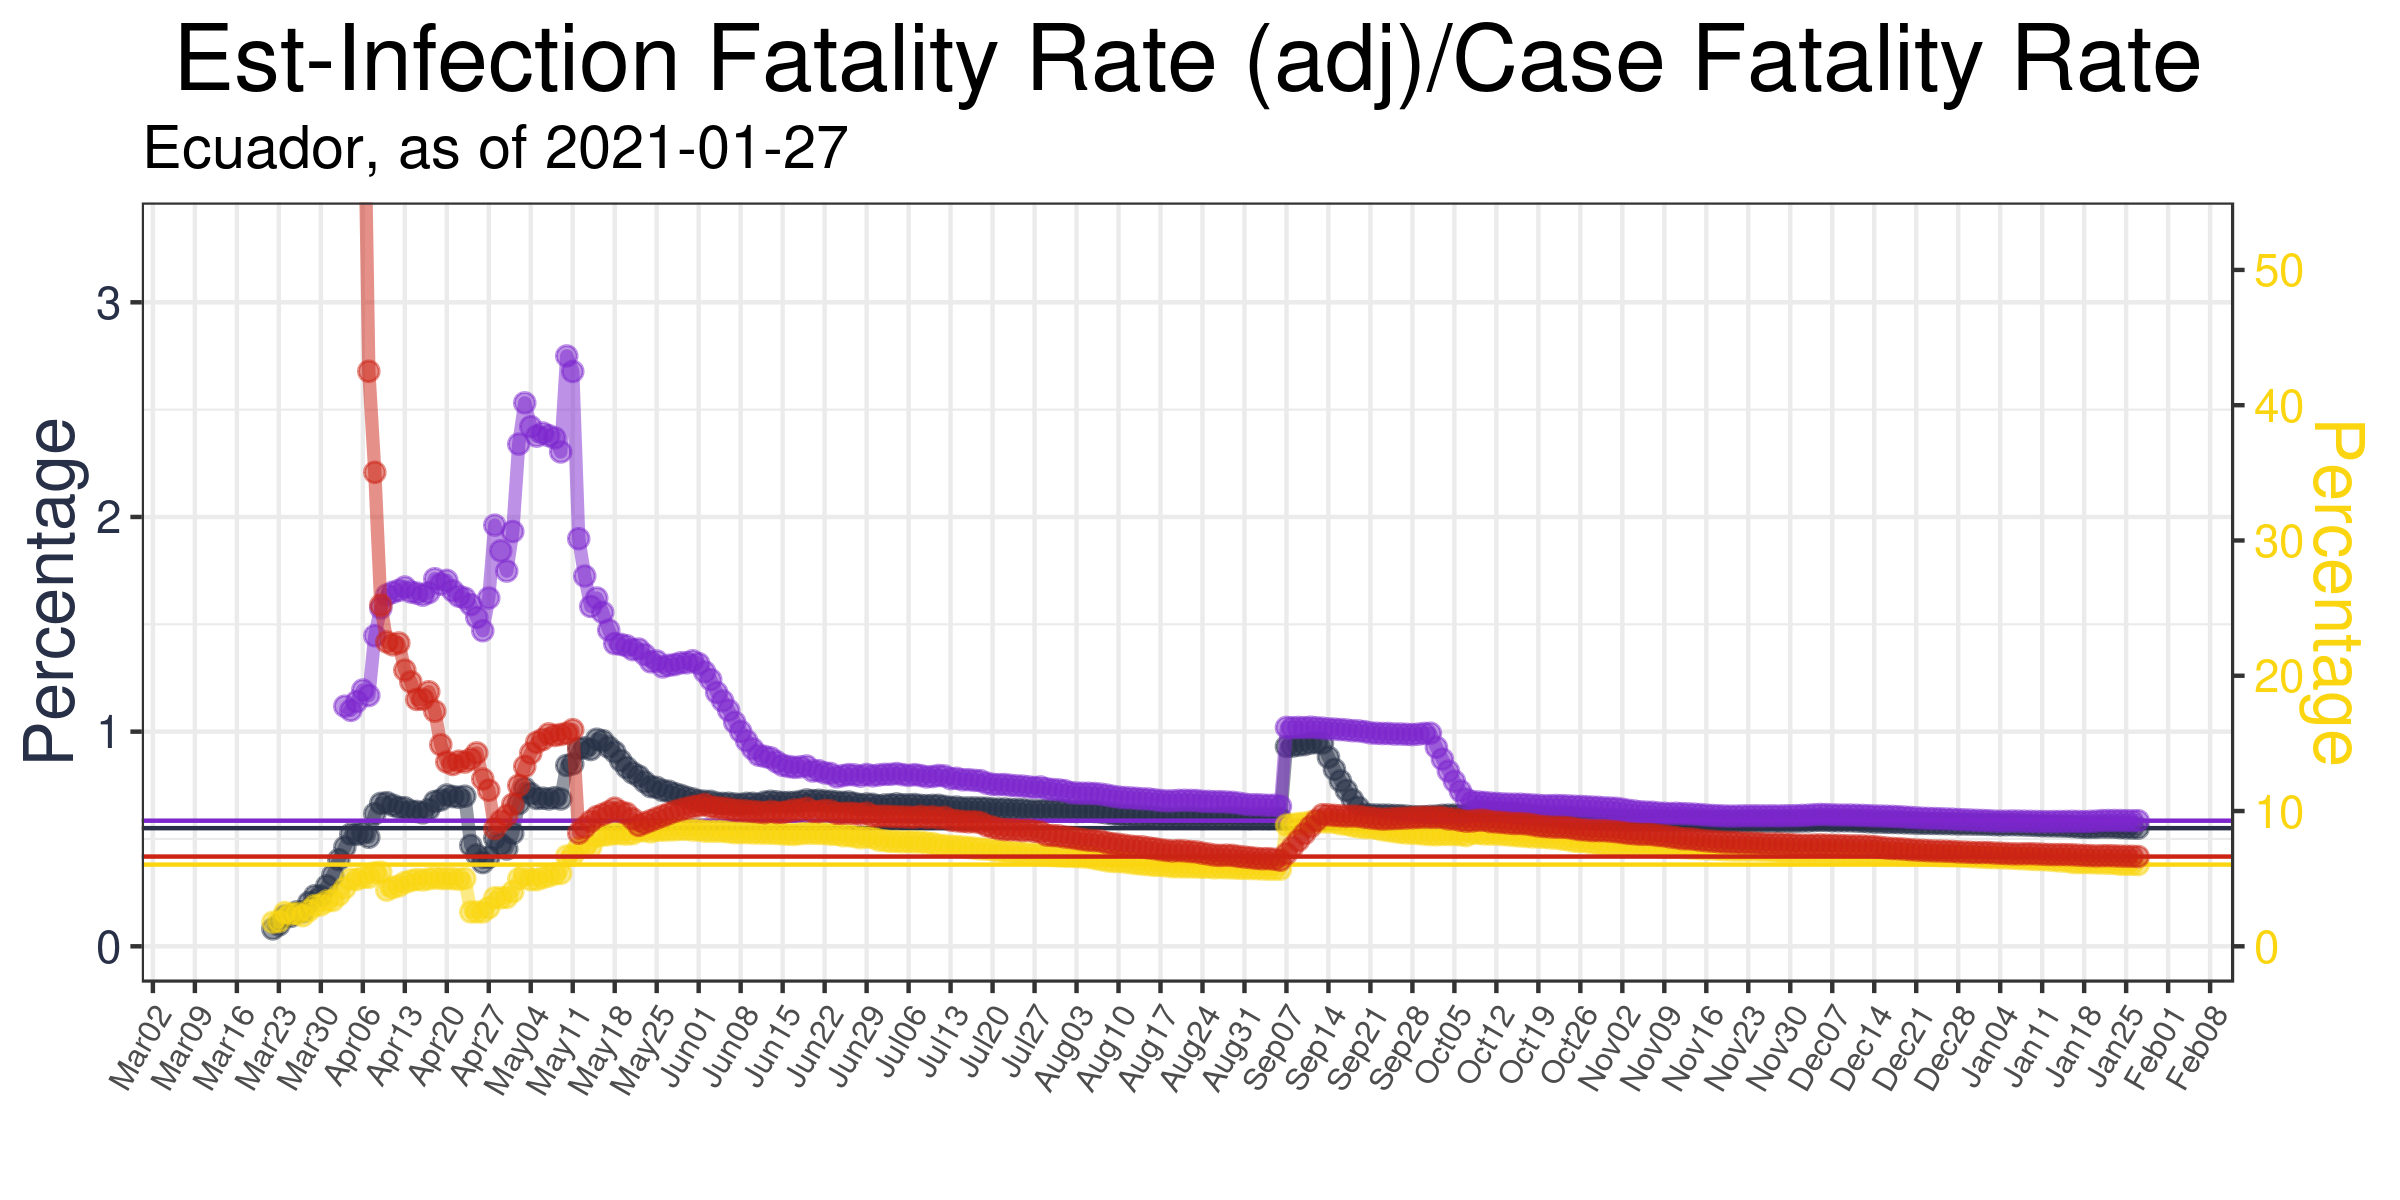 Est-Infection Fatality Rate (adj)/Case Fatality Rate
Ecuador, as of 2021-01-27
Percentage
3
2
1
0
50
40
30
20
10
0
Percentage
Mar02
Mar09
Mar16
Mar23
Mar30
Apr06
Apr13
Apr20
Apr27
May04
May11
May18
May25
Jun01
Jun08
Jun15
Jun22
Jun29
Jul06
Jul13
Jul20
Jul27
Aug03
Aug10
Aug17
Aug24
Aug31
Sep07
Sep14
Sep21
Sep28
Oct05
Oct12
Oct19
Oct26
Nov02
Nov09
Nov16
Nov23
Nov30
Dec07
Dec14
Dec21
Dec28
Jan04
Jan11
Jan18
Jan25
Feb01
Feb08